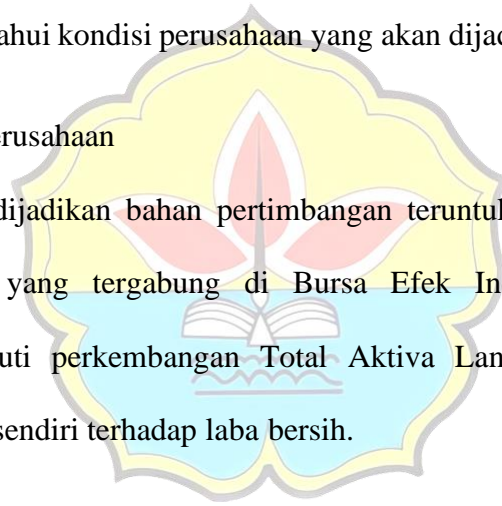 ahui kondisi perusahaan yang akan dijad
erusahaan
dijadikan bahan pertimbangan teruntuk
yang tergabung di Bursa Efek In
uti perkembangan Total Aktiva Lan
sendiri terhadap laba bersih.